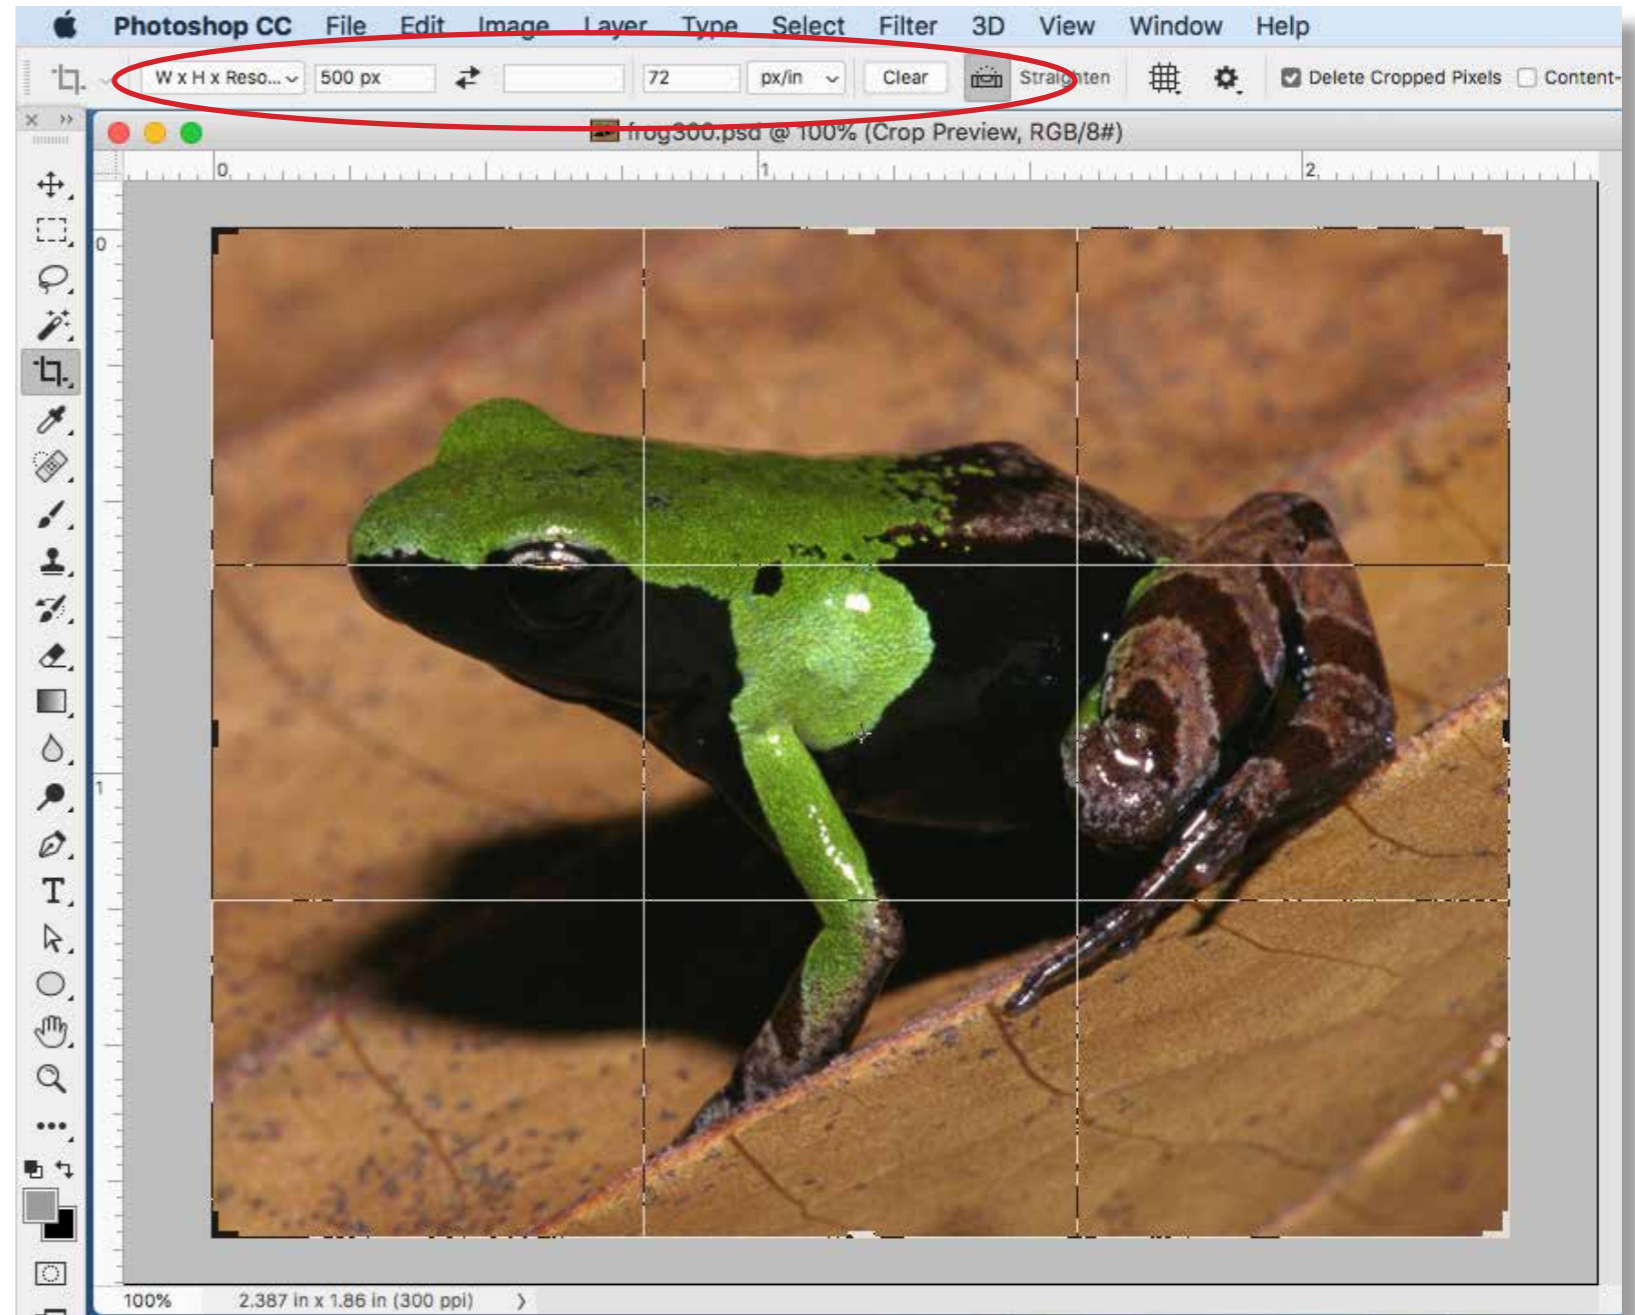 Photoshop CC File Edit Image Layer Type Select Filter 3D View Window Help
W x H x Reso... 500 px 72 px/in Clear Straighten Delete Cropped Pixels Content-
frog300.psd @ 100% (Crop Preview, RGB/8#)
0 1 2
0
1
T
100% 2.387 in x 1.86 in (300 ppi)